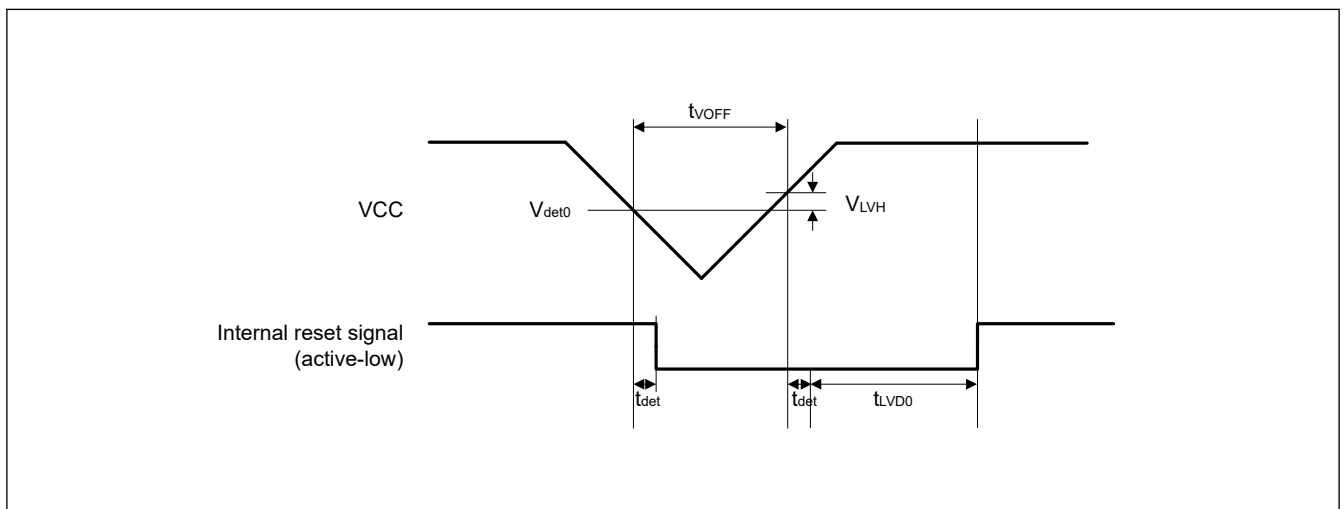 tVOFF
VCC
Vdet0
VLVH
Internal reset signal
(active-low)
tdet
tdet
tLVD0